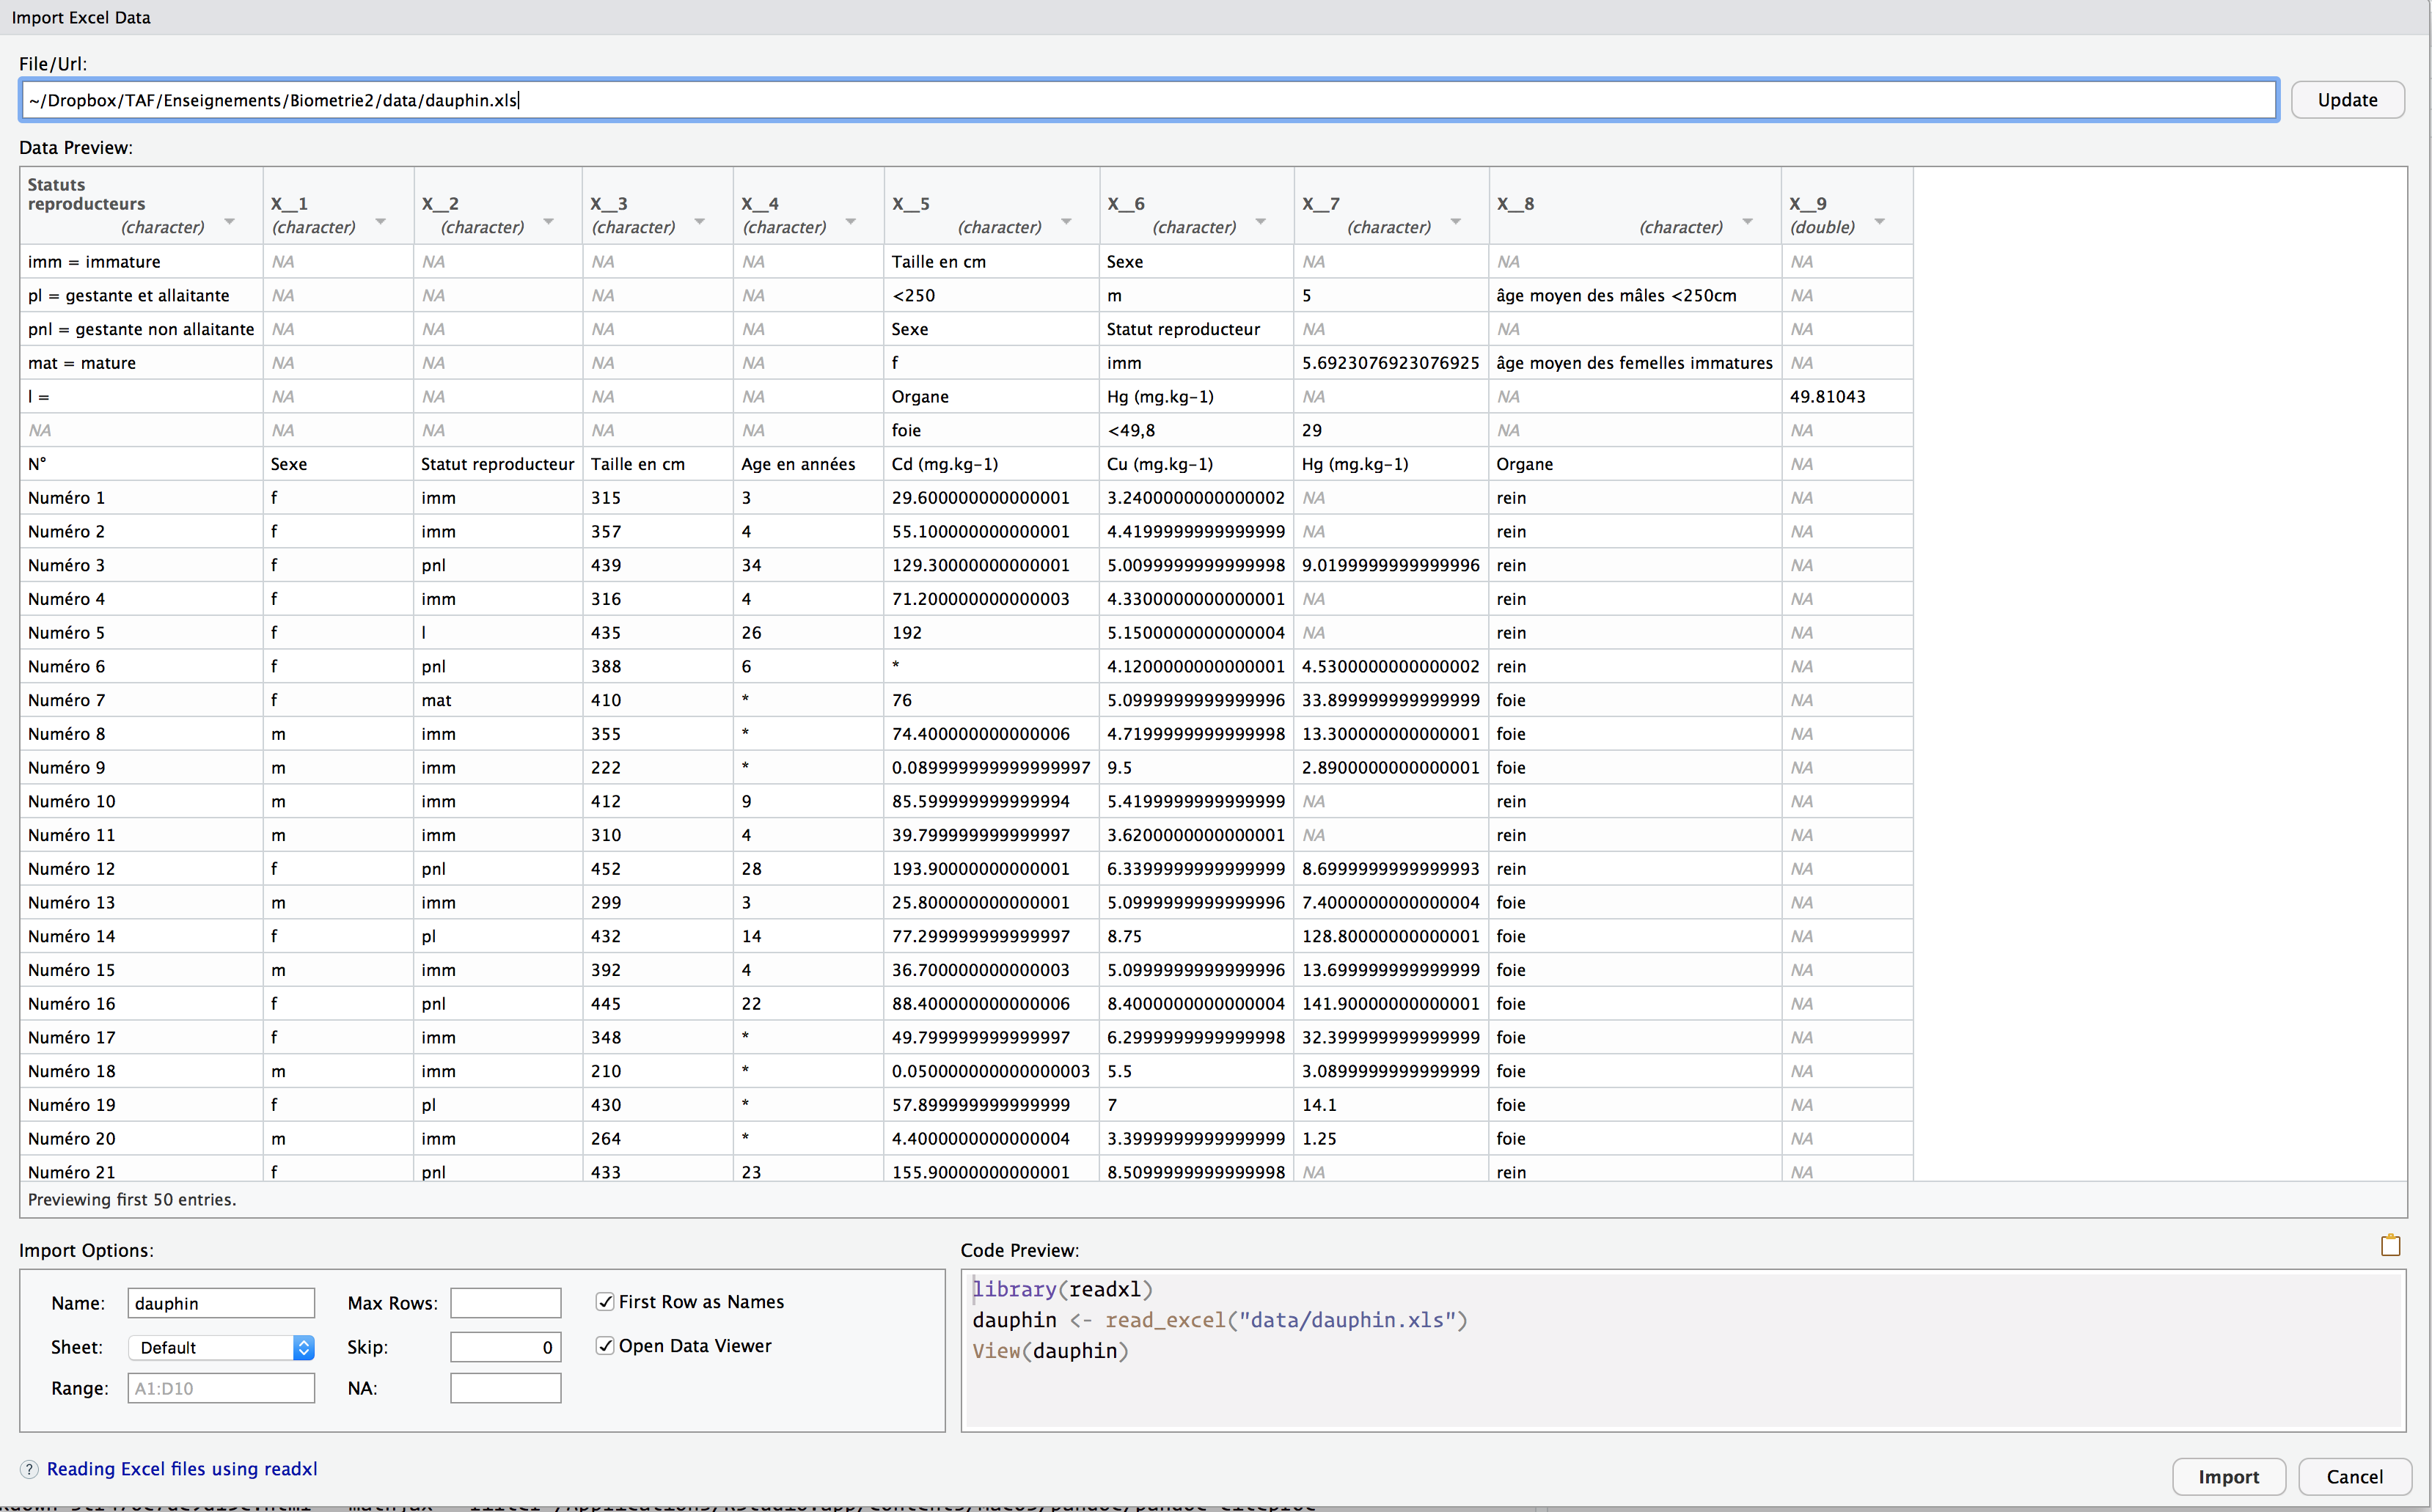 Import Excel Data
File/Url:
~/Dropbox/TAF/Enseignements/Biometrie2/data/dauphin.xls
Update
Data Preview:
Statuts reproducteurs (character) X__1 (character) X__2 (character) X__3 (character) X__4 (character) X__5 (character) X__6 (character) X__7 (character) X__8 (character) X__9 (double)
imm = immature NA NA NA NA Taille en cm Sexe NA NA NA
pl = gestante et allaitante NA NA NA NA <250 m 5 âge moyen des mâles <250cm NA
pnl = gestante non allaitante NA NA NA NA Sexe Statut reproducteur NA NA NA
mat = mature NA NA NA NA f imm 5.6923076923076925 âge moyen des femelles immatures NA
l = NA NA NA NA Organe Hg (mg.kg-1) NA NA 49.81043
NA NA NA NA NA foie <49,8 29 NA NA
N° Sexe Statut reproducteur Taille en cm Age en années Cd (mg.kg-1) Cu (mg.kg-1) Hg (mg.kg-1) Organe NA
Numéro 1 f imm 315 3 29.600000000000001 3.2400000000000002 NA rein NA
Numéro 2 f imm 357 4 55.100000000000001 4.4199999999999999 NA rein NA
Numéro 3 f pnl 439 34 129.30000000000001 5.0099999999999998 9.0199999999999996 rein NA
Numéro 4 f imm 316 4 71.200000000000003 4.3300000000000001 NA rein NA
Numéro 5 f l 435 26 192 5.1500000000000004 NA rein NA
Numéro 6 f pnl 388 6 * 4.1200000000000001 4.5300000000000002 rein NA
Numéro 7 f mat 410 * 76 5.0999999999999996 33.899999999999999 foie NA
Numéro 8 m imm 355 * 74.400000000000006 4.7199999999999998 13.300000000000001 foie NA
Numéro 9 m imm 222 * 0.089999999999999997 9.5 2.8900000000000001 foie NA
Numéro 10 m imm 412 9 85.599999999999994 5.4199999999999999 NA rein NA
Numéro 11 m imm 310 4 39.799999999999997 3.6200000000000001 NA rein NA
Numéro 12 f pnl 452 28 193.90000000000001 6.3399999999999999 8.6999999999999993 rein NA
Numéro 13 m imm 299 3 25.800000000000001 5.0999999999999996 7.4000000000000004 foie NA
Numéro 14 f pl 432 14 77.299999999999997 8.75 128.80000000000001 foie NA
Numéro 15 m imm 392 4 36.700000000000003 5.0999999999999996 13.699999999999999 foie NA
Numéro 16 f pnl 445 22 88.400000000000006 8.4000000000000004 141.90000000000001 foie NA
Numéro 17 f imm 348 * 49.799999999999997 6.2999999999999998 32.399999999999999 foie NA
Numéro 18 m imm 210 * 0.050000000000000003 5.5 3.0899999999999999 foie NA
Numéro 19 f pl 430 * 57.899999999999999 7 14.1 foie NA
Numéro 20 m imm 264 * 4.4000000000000004 3.3999999999999999 1.25 foie NA
Numéro 21 f pnl 433 23 155.90000000000001 8.5099999999999998 NA rein NA
Previewing first 50 entries.
Import Options:
Name: dauphin Max Rows: First Row as Names
Sheet: Default Skip: 0 Open Data Viewer
Range: A1:D10 NA:
Code Preview:
library(readxl)
dauphin <- read_excel("data/dauphin.xls")
View(dauphin)
? Reading Excel files using readxl
Import Cancel